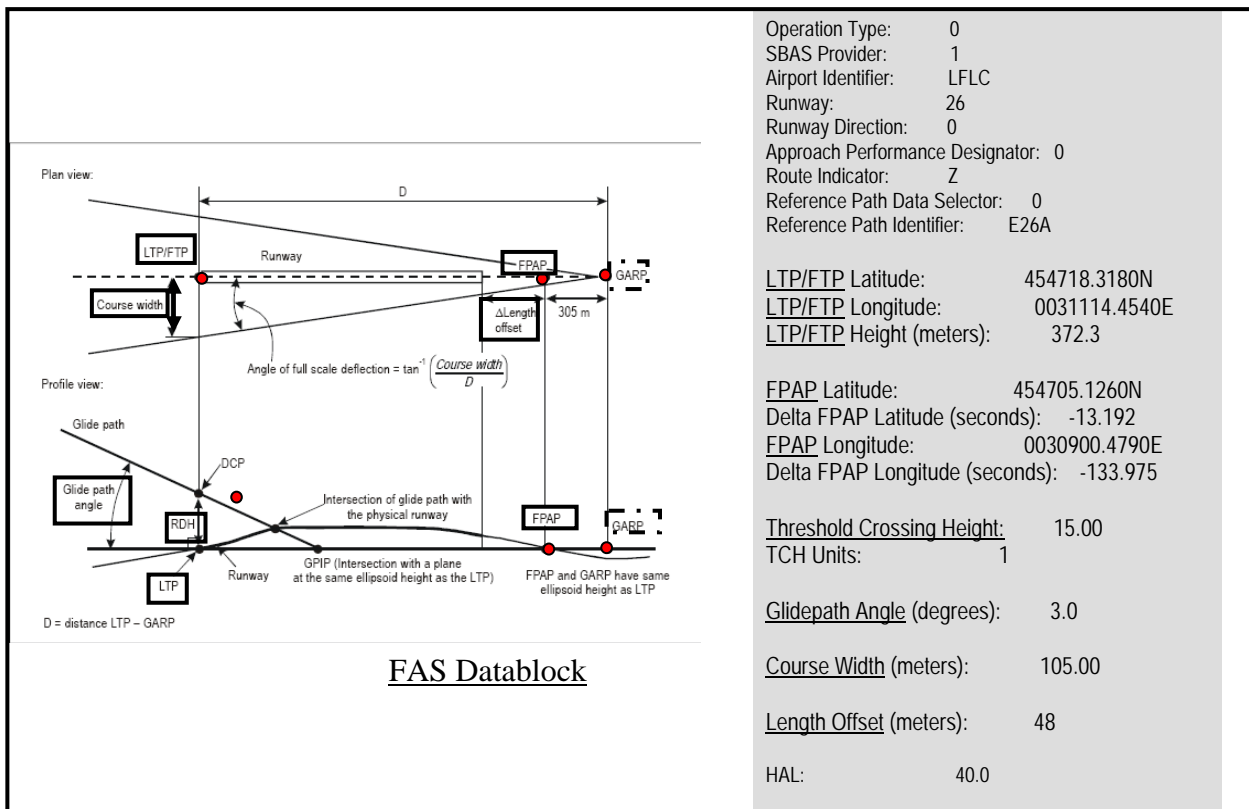 Plan view:
D
LTP/FTP
Runway
FPAP
GARP
Course width
ΔLength
offset
305 m
Angle of full scale deflection = tan-1 (Course width
D)
Profile view:
Glide path
DCP
Glide path
angle
Intersection of glide path with
the physical runway
RDH
FPAP
GARP
LTP
Runway
GPIP (Intersection with a plane
at the same ellipsoid height as the LTP)
FPAP and GARP have same
ellipsoid height as LTP
D = distance LTP – GARP
FAS Datablock
Operation Type: 0
SBAS Provider: 1
Airport Identifier: LFLC
Runway: 26
Runway Direction: 0
Approach Performance Designator: 0
Route Indicator: Z
Reference Path Data Selector: 0
Reference Path Identifier: E26A
LTP/FTP Latitude: 454718.3180N
LTP/FTP Longitude: 0031114.4540E
LTP/FTP Height (meters): 372.3
FPAP Latitude: 454705.1260N
Delta FPAP Latitude (seconds): -13.192
FPAP Longitude: 0030900.4790E
Delta FPAP Longitude (seconds): -133.975
Threshold Crossing Height: 15.00
TCH Units: 1
Glidepath Angle (degrees): 3.0
Course Width (meters): 105.00
Length Offset (meters): 48
HAL: 40.0